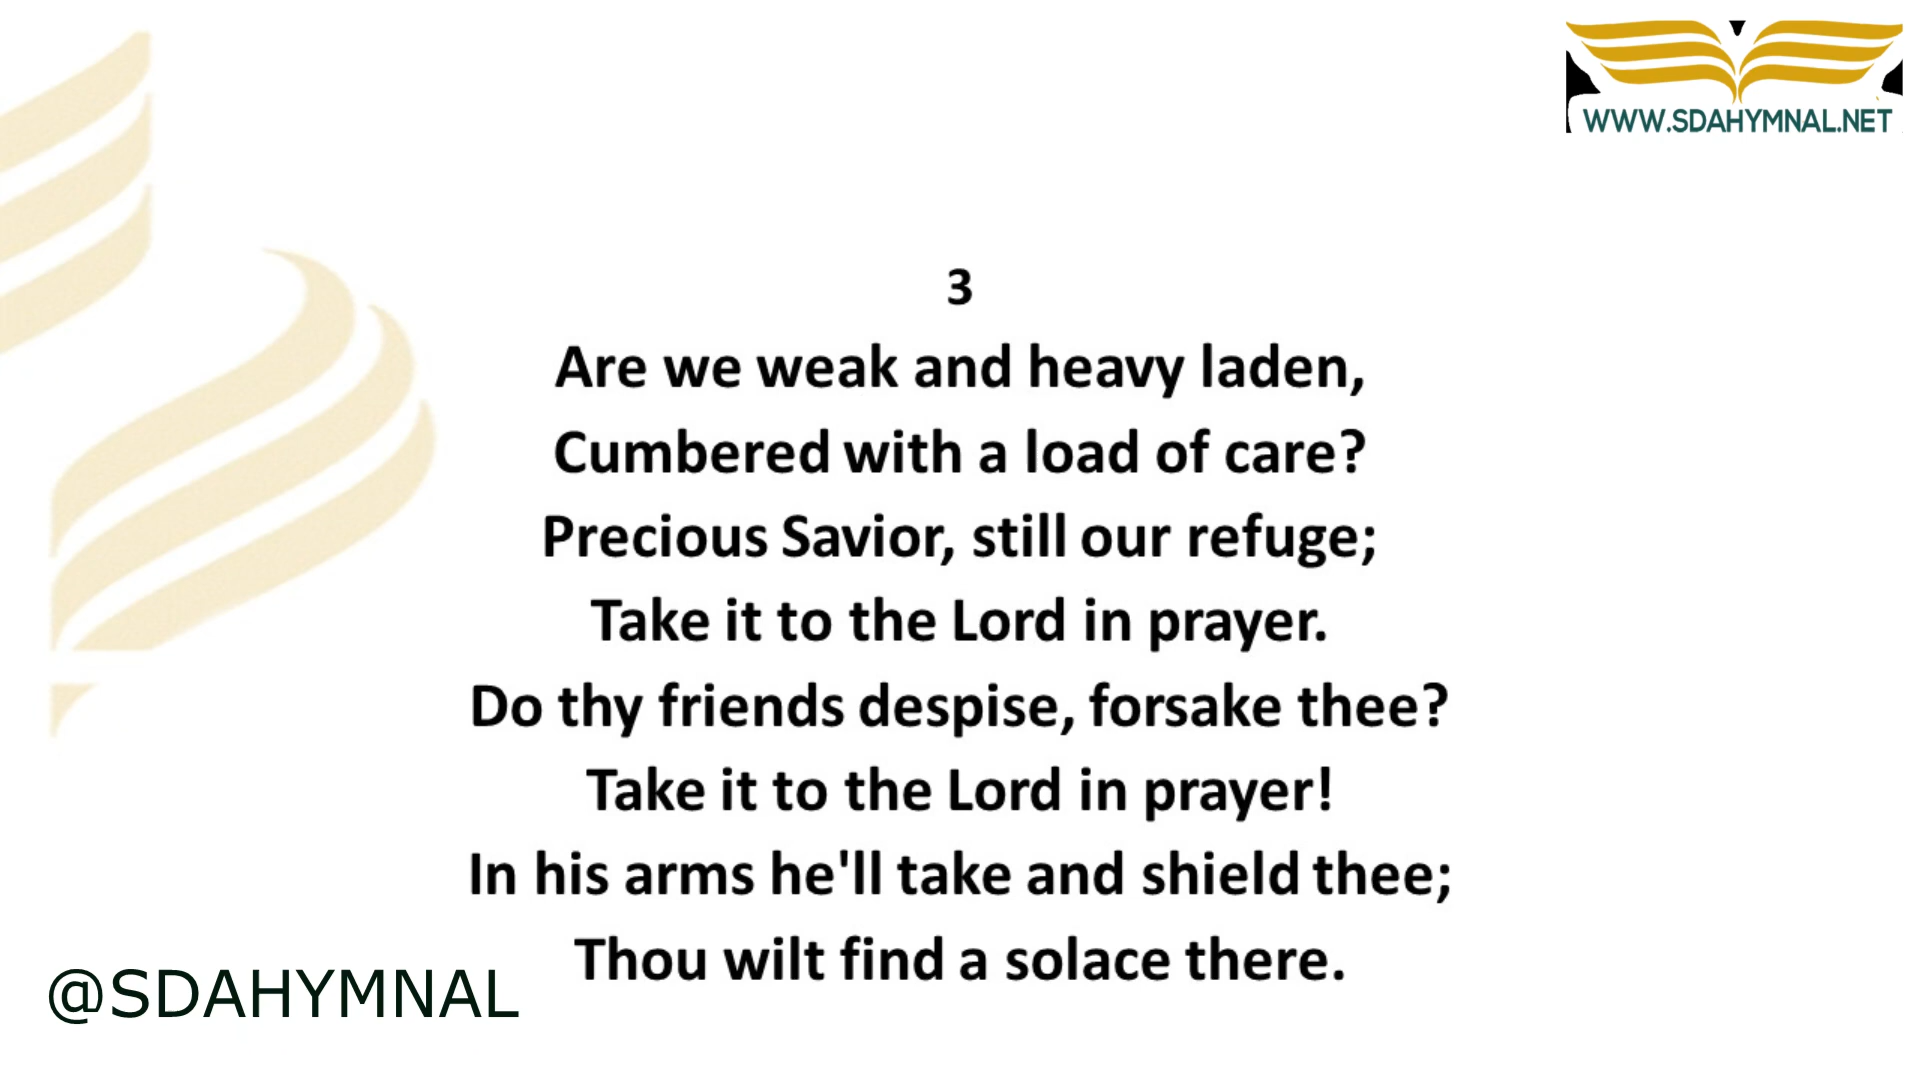 WWW.SDAHYMNAL.NET
3
Are we weak and heavy laden,
Cumbered with a load of care?
Precious Savior, still our refuge;
Take it to the Lord in prayer.
Do thy friends despise, forsake thee?
Take it to the Lord in prayer!
In his arms he'll take and shield thee;
Thou wilt find a solace there.
@SDAHYMNAL